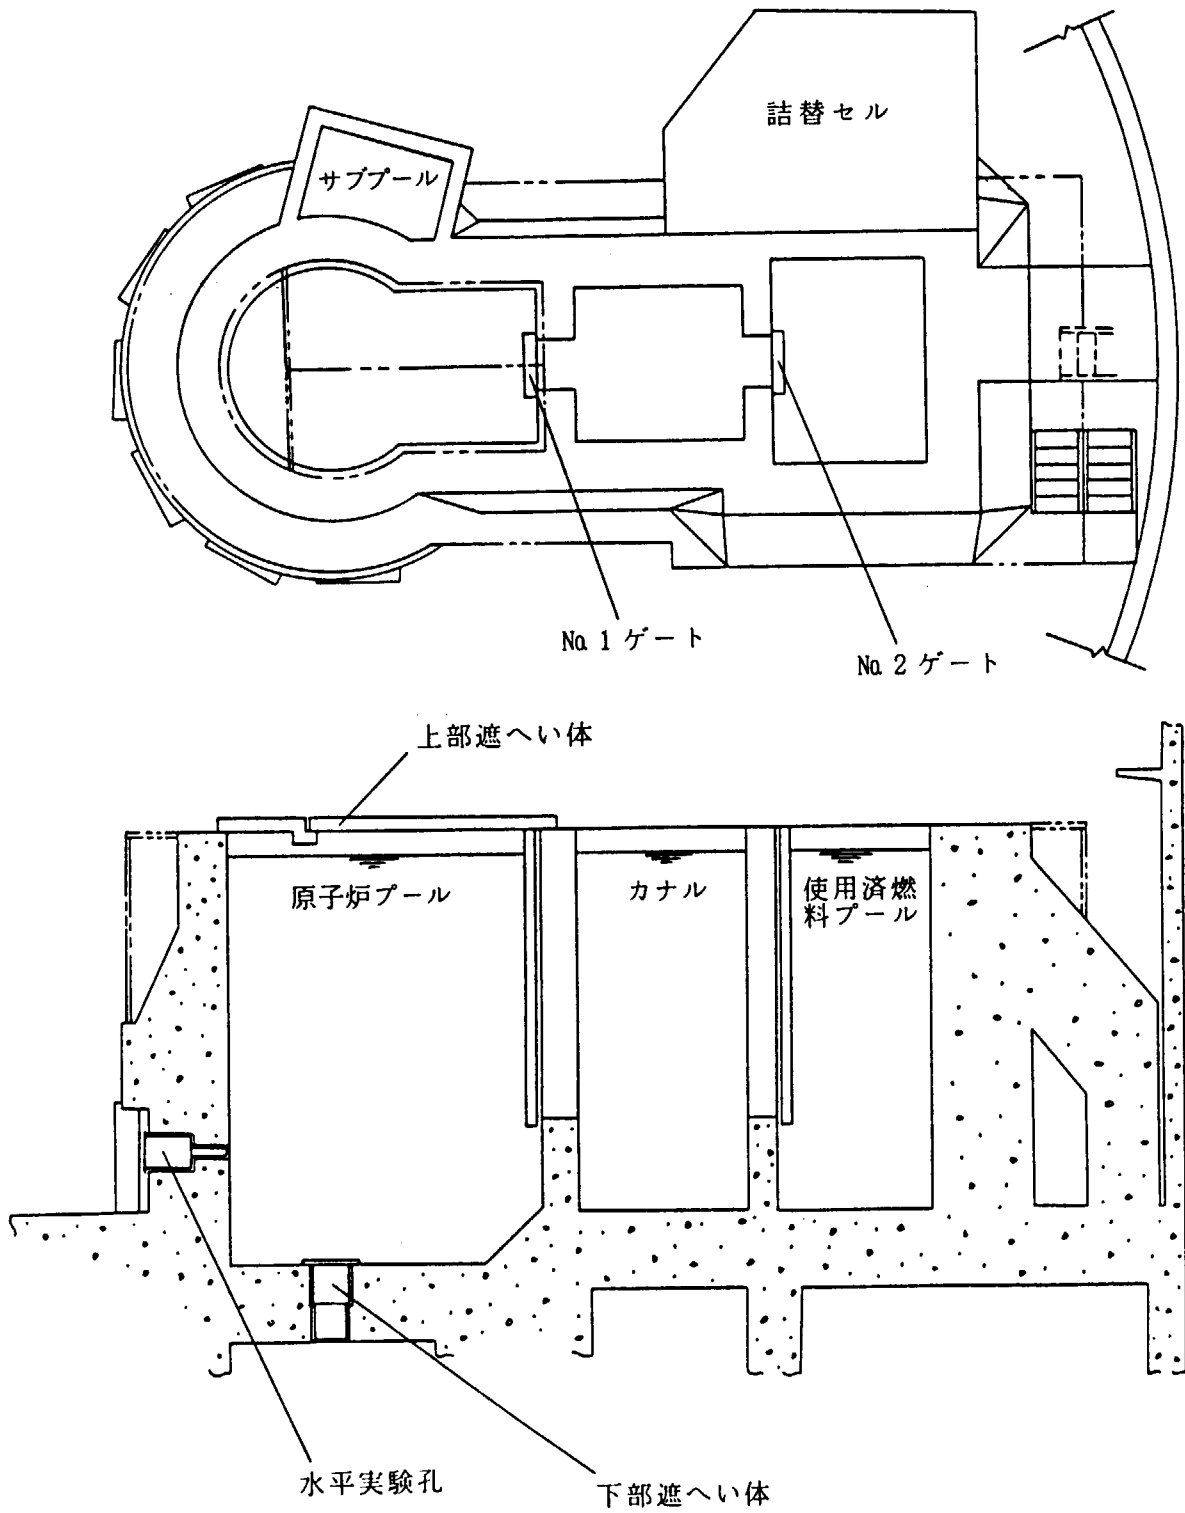 詰替セル
サブプール
No.1 ゲート
No.2 ゲート
上部遮へい体
原子炉プール
カナル
使用済燃
料プール
水平実験孔
下部遮へい体